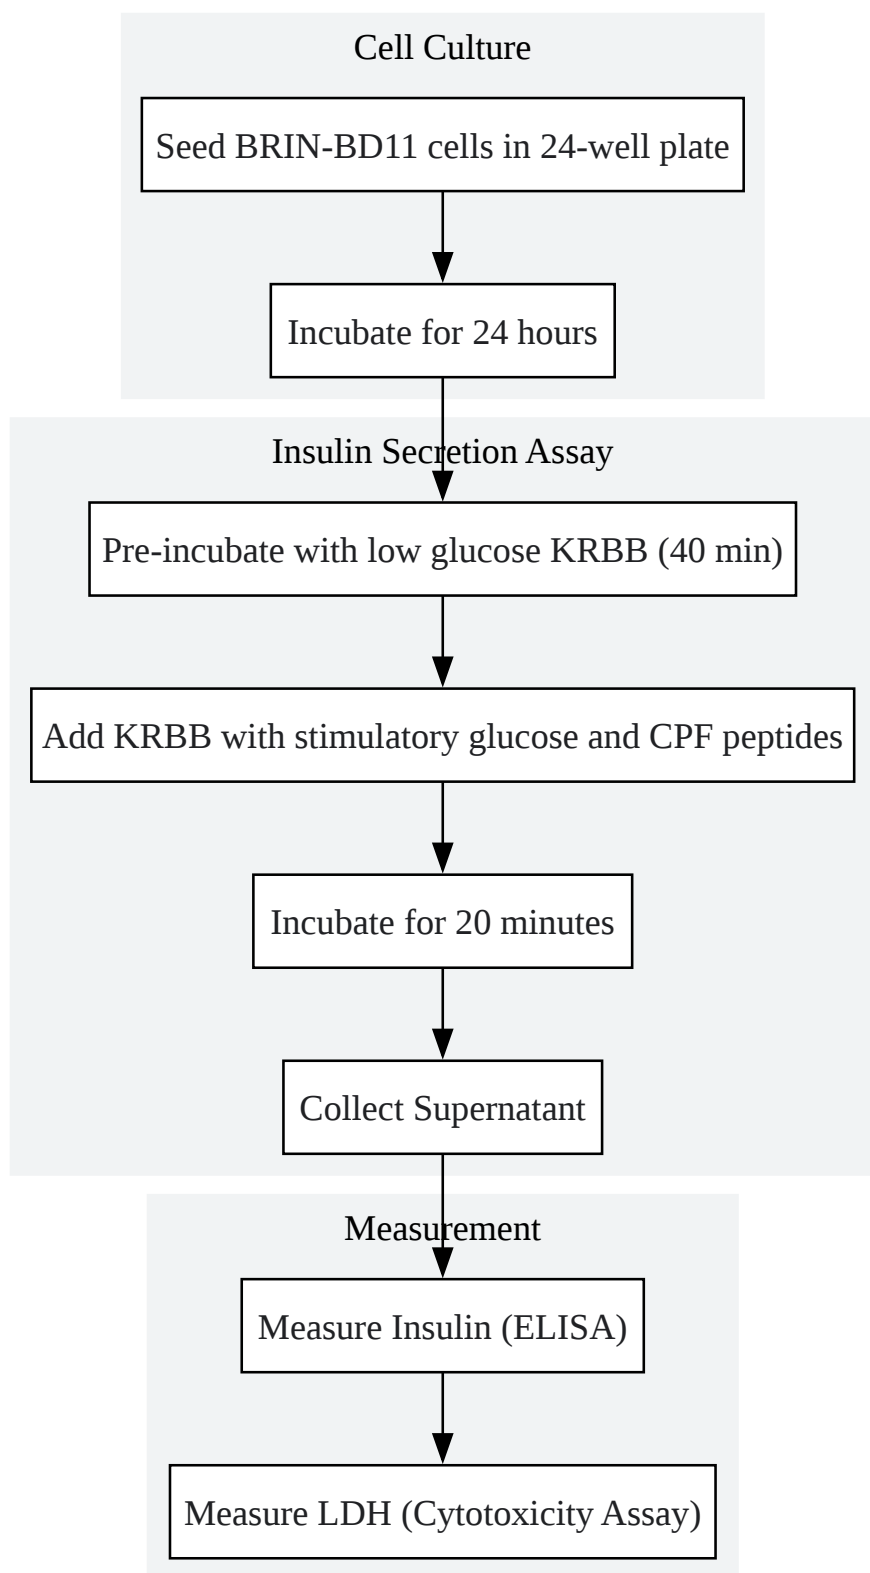 Cell Culture
Seed BRIN-BD11 cells in 24-well plate
Incubate for 24 hours
Insulin Secretion Assay
Pre-incubate with low glucose KRBB (40 min)
Add KRBB with stimulatory glucose and CPF peptides
Incubate for 20 minutes
Collect Supernatant
Measurement
Measure Insulin (ELISA)
Measure LDH (Cytotoxicity Assay)